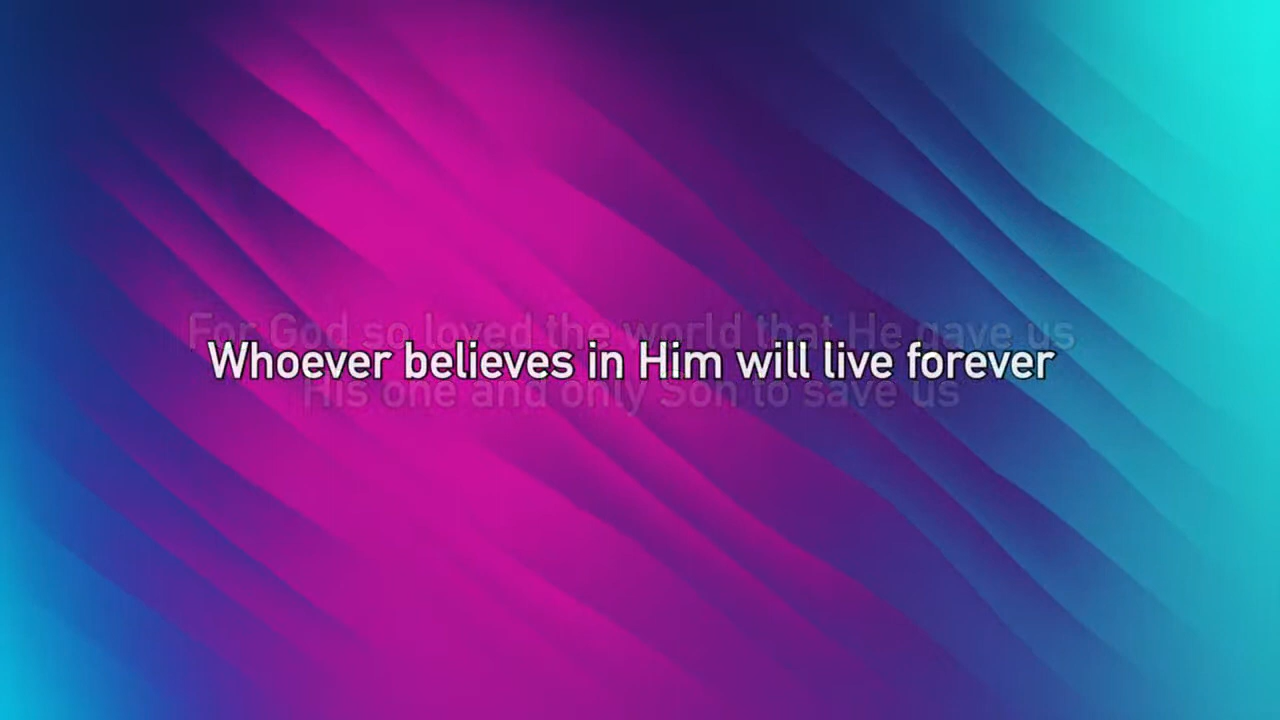 For God so loved the world that He gave us
Whoever believes in Him will live forever
His one and only Son to save us